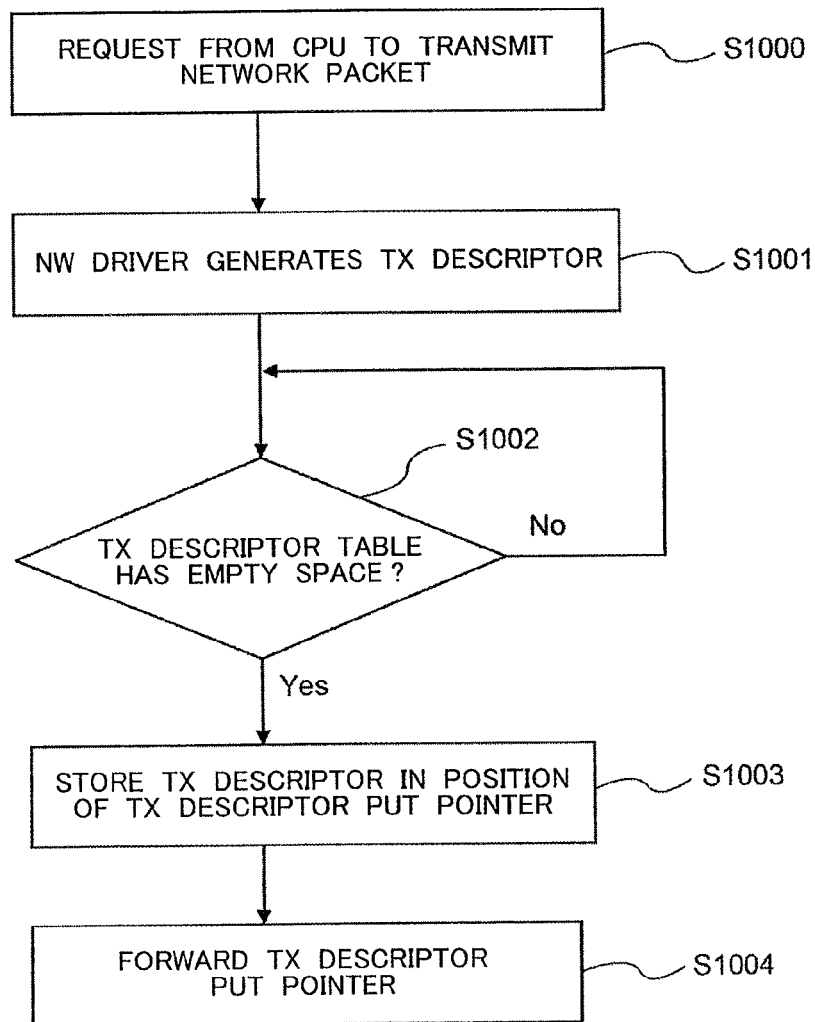 REQUEST FROM CPU TO TRANSMIT
NETWORK PACKET
S1000
NW DRIVER GENERATES TX DESCRIPTOR
S1001
S1002
TX DESCRIPTOR TABLE
HAS EMPTY SPACE?
No
Yes
STORE TX DESCRIPTOR IN POSITION
OF TX DESCRIPTOR PUT POINTER
S1003
FORWARD TX DESCRIPTOR
PUT POINTER
S1004